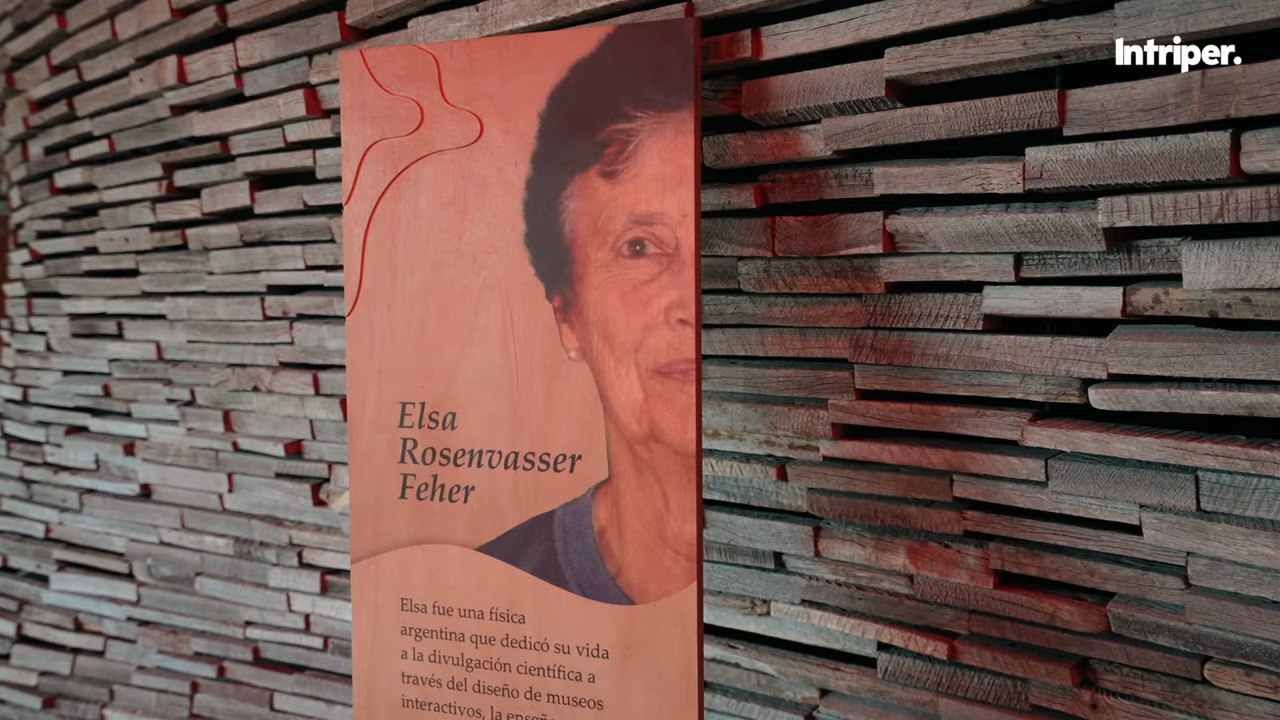 Intriper.
Elsa
Rosenvasser
Feher
Elsa fue una física
argentina que dedicó su vida
a la divulgación científica a
través del diseño de museos
interactivos, la